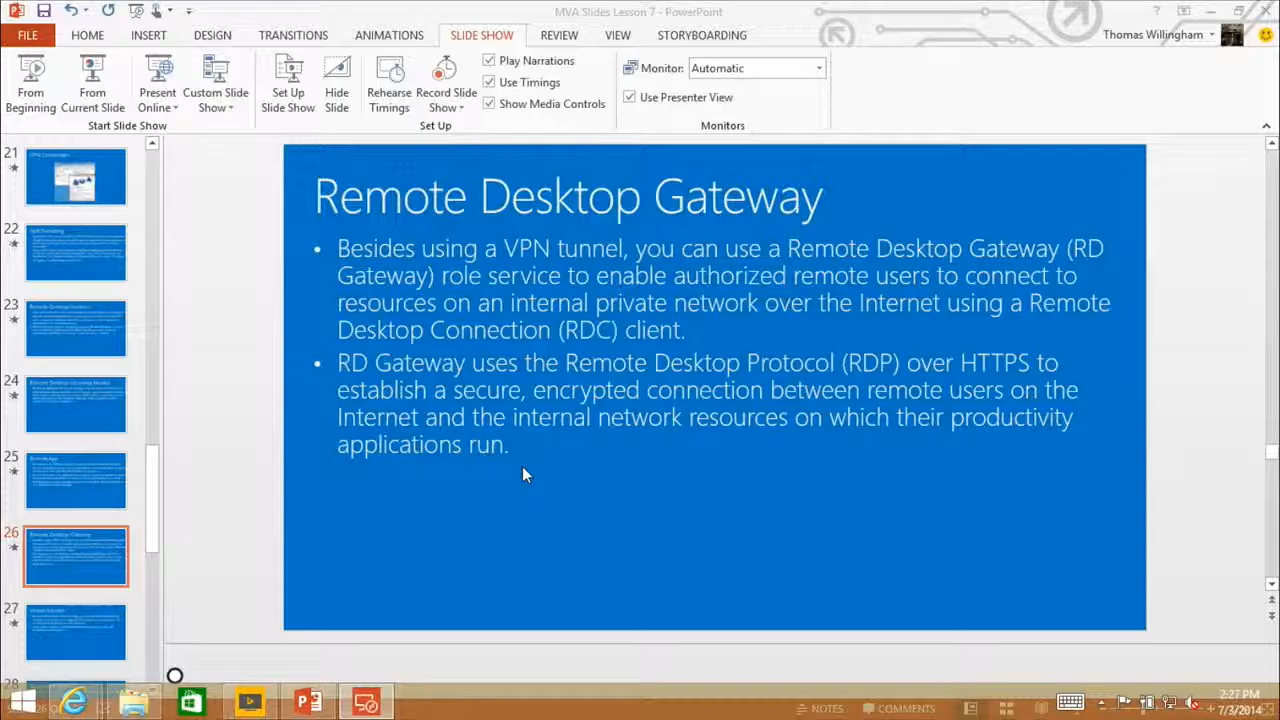 MVA Slides Lesson 7 - PowerPoint
FILE HOME INSERT DESIGN TRANSITIONS ANIMATIONS SLIDE SHOW REVIEW VIEW STORYBOARDING Thomas Willingham
From Beginning
From Current Slide
Present Online
Custom Slide Show
Start Slide Show
Set Up Slide Show
Hide Slide
Rehearse Timings
Record Slide Show
Play Narrations
Use Timings
Show Media Controls
Set Up
Monitor: Automatic
Use Presenter View
Monitors
21
22
23
24
25
26
27
28
Remote Desktop Gateway
• Besides using a VPN tunnel, you can use a Remote Desktop Gateway (RD
Gateway) role service to enable authorized remote users to connect to
resources on an internal private network over the Internet using a Remote
Desktop Connection (RDC) client.
• RD Gateway uses the Remote Desktop Protocol (RDP) over HTTPS to
establish a secure, encrypted connection between remote users on the
Internet and the internal network resources on which their productivity
applications run.
NOTES COMMENTS
2:27 PM
7/3/2014